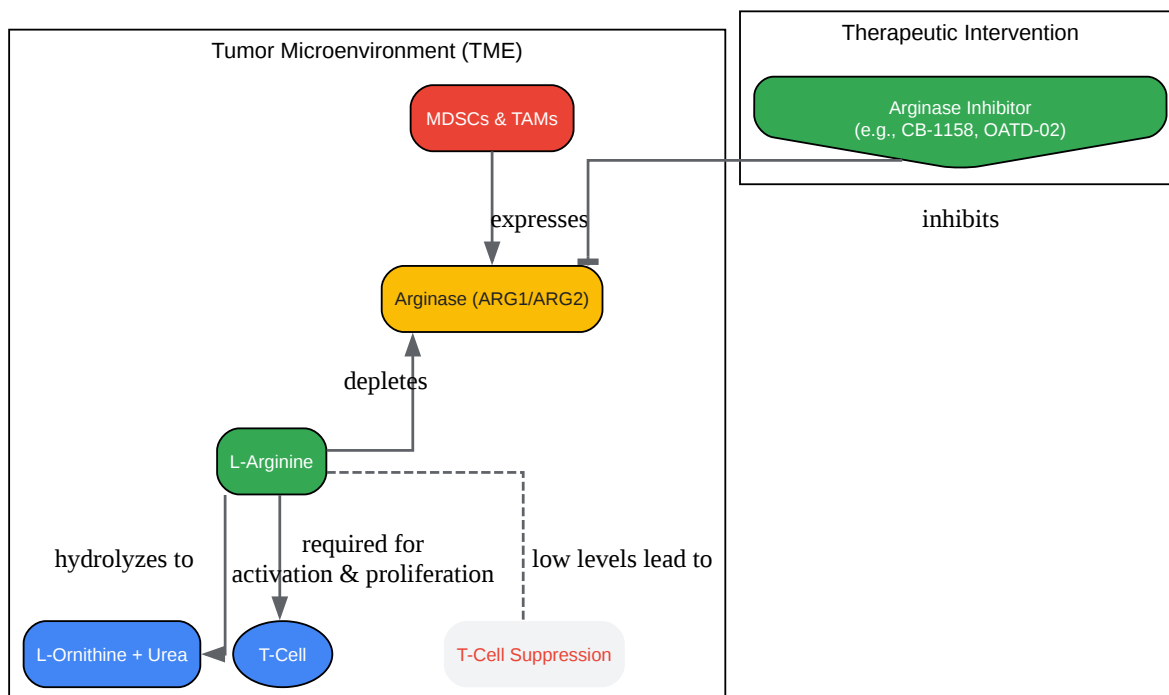 Therapeutic Intervention
Tumor Microenvironment (TME)
Arginase Inhibitor
(e.g., CB-1158, OATD-02)
MDSCs & TAMs
expresses
inhibits
Arginase (ARG1/ARG2)
depletes
L-Arginine
hydrolyzes to
required for
activation & proliferation
low levels lead to
L-Ornithine + Urea
T-Cell
T-Cell Suppression